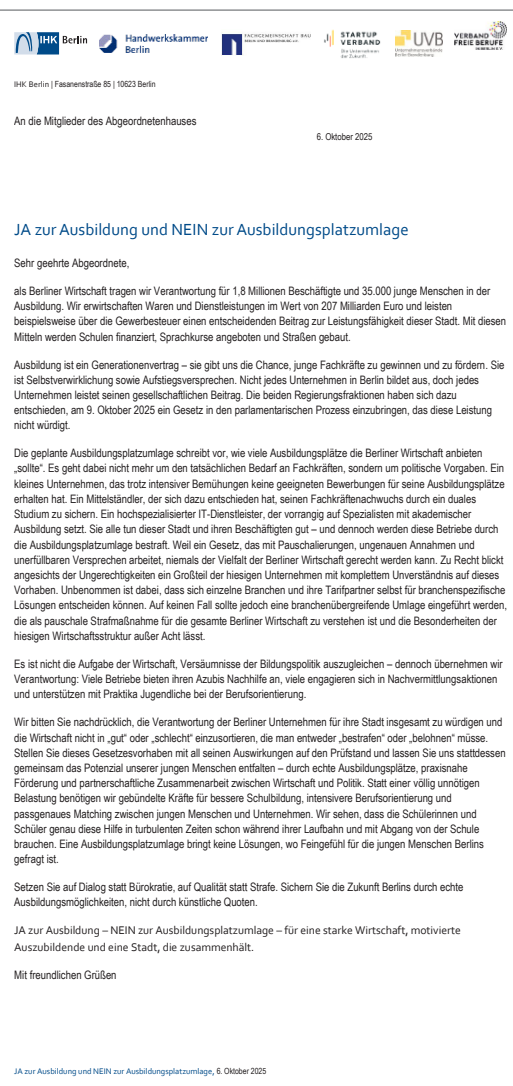 IHK Berlin
Handwerkskammer
Berlin
FACHGEMEINSCHAFT BAU
BERLIN UND BRANDENBURG E.V.
STARTUP
VERBAND
Die Unternehmen
der Zukunft
UVB
Unternehmensverbände
Berlin-Brandenburg
VERBAND
FREIE BERUFE
IN BERLIN E.V.
IHK Berlin | Fasanenstraße 85 | 10623 Berlin
An die Mitglieder des Abgeordnetenhauses
6. Oktober 2025
JA zur Ausbildung und NEIN zur Ausbildungsplatzumlage
Sehr geehrte Abgeordnete,
als Berliner Wirtschaft tragen wir Verantwortung für 1,8 Millionen Beschäftigte und 35.000 junge Menschen in der
Ausbildung. Wir erwirtschaften Waren und Dienstleistungen im Wert von 207 Milliarden Euro und leisten
beispielsweise über die Gewerbesteuer einen entscheidenden Beitrag zur Leistungsfähigkeit dieser Stadt. Mit diesen
Mitteln werden Schulen finanziert, Sprachkurse angeboten und Straßen gebaut.
Ausbildung ist ein Generationenvertrag – sie gibt uns die Chance, junge Fachkräfte zu gewinnen und zu fördern. Sie
ist Selbstverwirklichung sowie Aufstiegsversprechen. Nicht jedes Unternehmen in Berlin bildet aus, doch jedes
Unternehmen leistet seinen gesellschaftlichen Beitrag. Die beiden Regierungsfraktionen haben sich dazu
entschieden, am 9. Oktober 2025 ein Gesetz in den parlamentarischen Prozess einzubringen, das diese Leistung
nicht würdigt.
Die geplante Ausbildungsplatzumlage schreibt vor, wie viele Ausbildungsplätze die Berliner Wirtschaft anbieten
„sollte“. Es geht dabei nicht mehr um den tatsächlichen Bedarf an Fachkräften, sondern um politische Vorgaben. Ein
kleines Unternehmen, das trotz intensiver Bemühungen keine geeigneten Bewerbungen für seine Ausbildungsplätze
erhalten hat. Ein Mittelständler, der sich dazu entschieden hat, seinen Fachkräftenachwuchs durch ein duales
Studium zu sichern. Ein hochspezialisierter IT-Dienstleister, der vorrangig auf Spezialisten mit akademischer
Ausbildung setzt. Sie alle tun dieser Stadt und ihren Beschäftigten gut – und dennoch werden diese Betriebe durch
die Ausbildungsplatzumlage bestraft. Weil ein Gesetz, das mit Pauschalierungen, ungenauen Annahmen und
unerfüllbaren Versprechen arbeitet, niemals der Vielfalt der Berliner Wirtschaft gerecht werden kann. Zu Recht blickt
angesichts der Ungerechtigkeiten ein Großteil der hiesigen Unternehmen mit komplettem Unverständnis auf dieses
Vorhaben. Unbenommen ist dabei, dass sich einzelne Branchen und ihre Tarifpartner selbst für branchenspezifische
Lösungen entscheiden können. Auf keinen Fall sollte jedoch eine branchenübergreifende Umlage eingeführt werden,
die als pauschale Strafmaßnahme für die gesamte Berliner Wirtschaft zu verstehen ist und die Besonderheiten der
hiesigen Wirtschaftsstruktur außer Acht lässt.
Es ist nicht die Aufgabe der Wirtschaft, Versäumnisse der Bildungspolitik auszugleichen – dennoch übernehmen wir
Verantwortung: Viele Betriebe bieten ihren Azubis Nachhilfe an, viele engagieren sich in Nachvermittlungsaktionen
und unterstützen mit Praktika Jugendliche bei der Berufsorientierung.
Wir bitten Sie nachdrücklich, die Verantwortung der Berliner Unternehmen für ihre Stadt insgesamt zu würdigen und
die Wirtschaft nicht in „gut“ oder „schlecht“ einzusortieren, die man entweder „bestrafen“ oder „belohnen“ müsse.
Stellen Sie dieses Gesetzesvorhaben mit all seinen Auswirkungen auf den Prüfstand und lassen Sie uns stattdessen
gemeinsam das Potenzial unserer jungen Menschen entfalten – durch echte Ausbildungsplätze, praxisnahe
Förderung und partnerschaftliche Zusammenarbeit zwischen Wirtschaft und Politik. Statt einer völlig unnötigen
Belastung benötigen wir gebündelte Kräfte für bessere Schulbildung, intensivere Berufsorientierung und
passgenaues Matching zwischen jungen Menschen und Unternehmen. Wir sehen, dass die Schülerinnen und
Schüler genau diese Hilfe in turbulenten Zeiten schon während ihrer Laufbahn und mit Abgang von der Schule
brauchen. Eine Ausbildungsplatzumlage bringt keine Lösungen, wo Feingefühl für die jungen Menschen Berlins
gefragt ist.
Setzen Sie auf Dialog statt Bürokratie, auf Qualität statt Strafe. Sichern Sie die Zukunft Berlins durch echte
Ausbildungsmöglichkeiten, nicht durch künstliche Quoten.
JA zur Ausbildung – NEIN zur Ausbildungsplatzumlage – für eine starke Wirtschaft, motivierte
Auszubildende und eine Stadt, die zusammenhält.
Mit freundlichen Grüßen
JA zur Ausbildung und NEIN zur Ausbildungsplatzumlage, 6. Oktober 2025